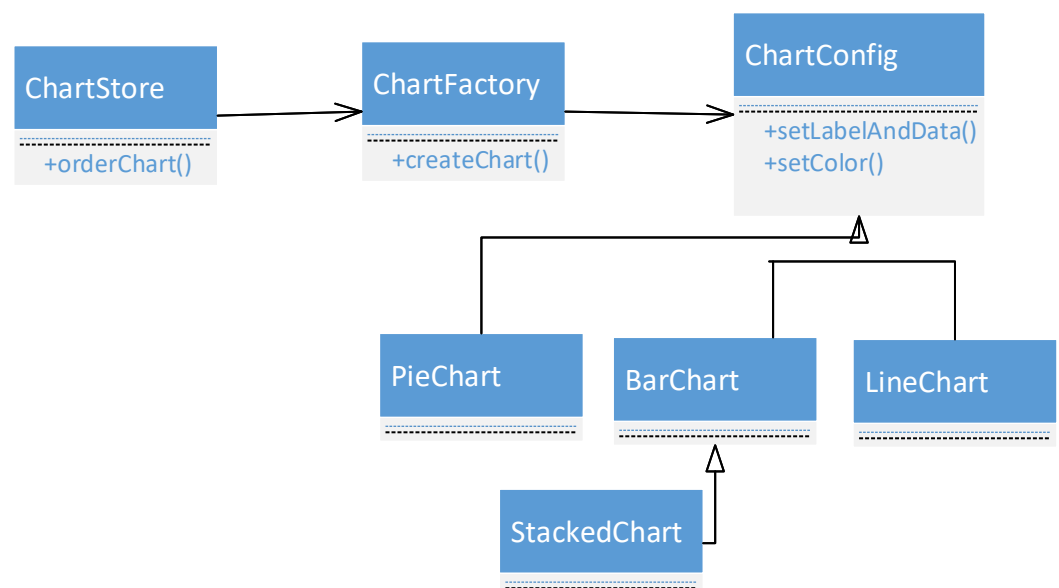 ChartStore
+orderChart()
ChartFactory
+createChart()
ChartConfig
+setLabelAndData()
+setColor()
PieChart
BarChart
LineChart
StackedChart